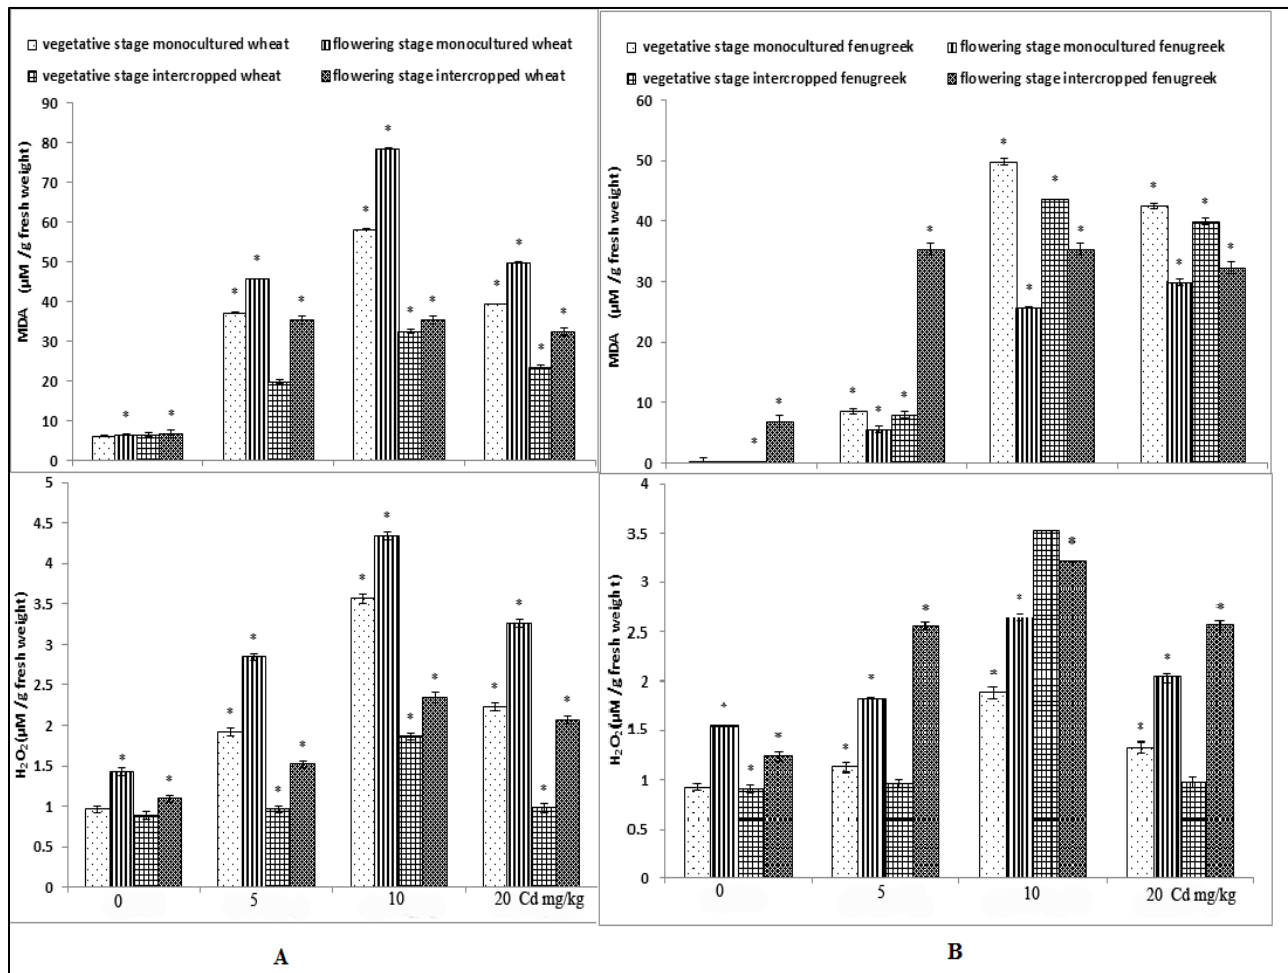 vegetative stage monocultured wheat
flowering stage monocultured wheat
vegetative stage intercropped wheat
flowering stage intercropped wheat
90
80
70
60
50
40
30
20
10
0
MDA (µM /g fresh weight)
* * * * * * * * * * * * *
vegetative stage monocultured fenugreek
flowering stage monocultured fenugreek
vegetative stage intercropped fenugreek
flowering stage intercropped fenugreek
60
50
40
30
20
10
0
MDA (µM /g fresh weight)
* * * * * * * * * * * * * *
5
4.5
4
3.5
3
2.5
2
1.5
1
0.5
0
H₂O₂(µM /g fresh weight)
* * * * * * * * * * * * * *
0 5 10 20 Cd mg/kg
A
4
3.5
3
2.5
2
1.5
1
0.5
0
H₂O₂(µM /g fresh weight)
* * * * * * * * * * * *
0 5 10 20 Cd mg/kg
B